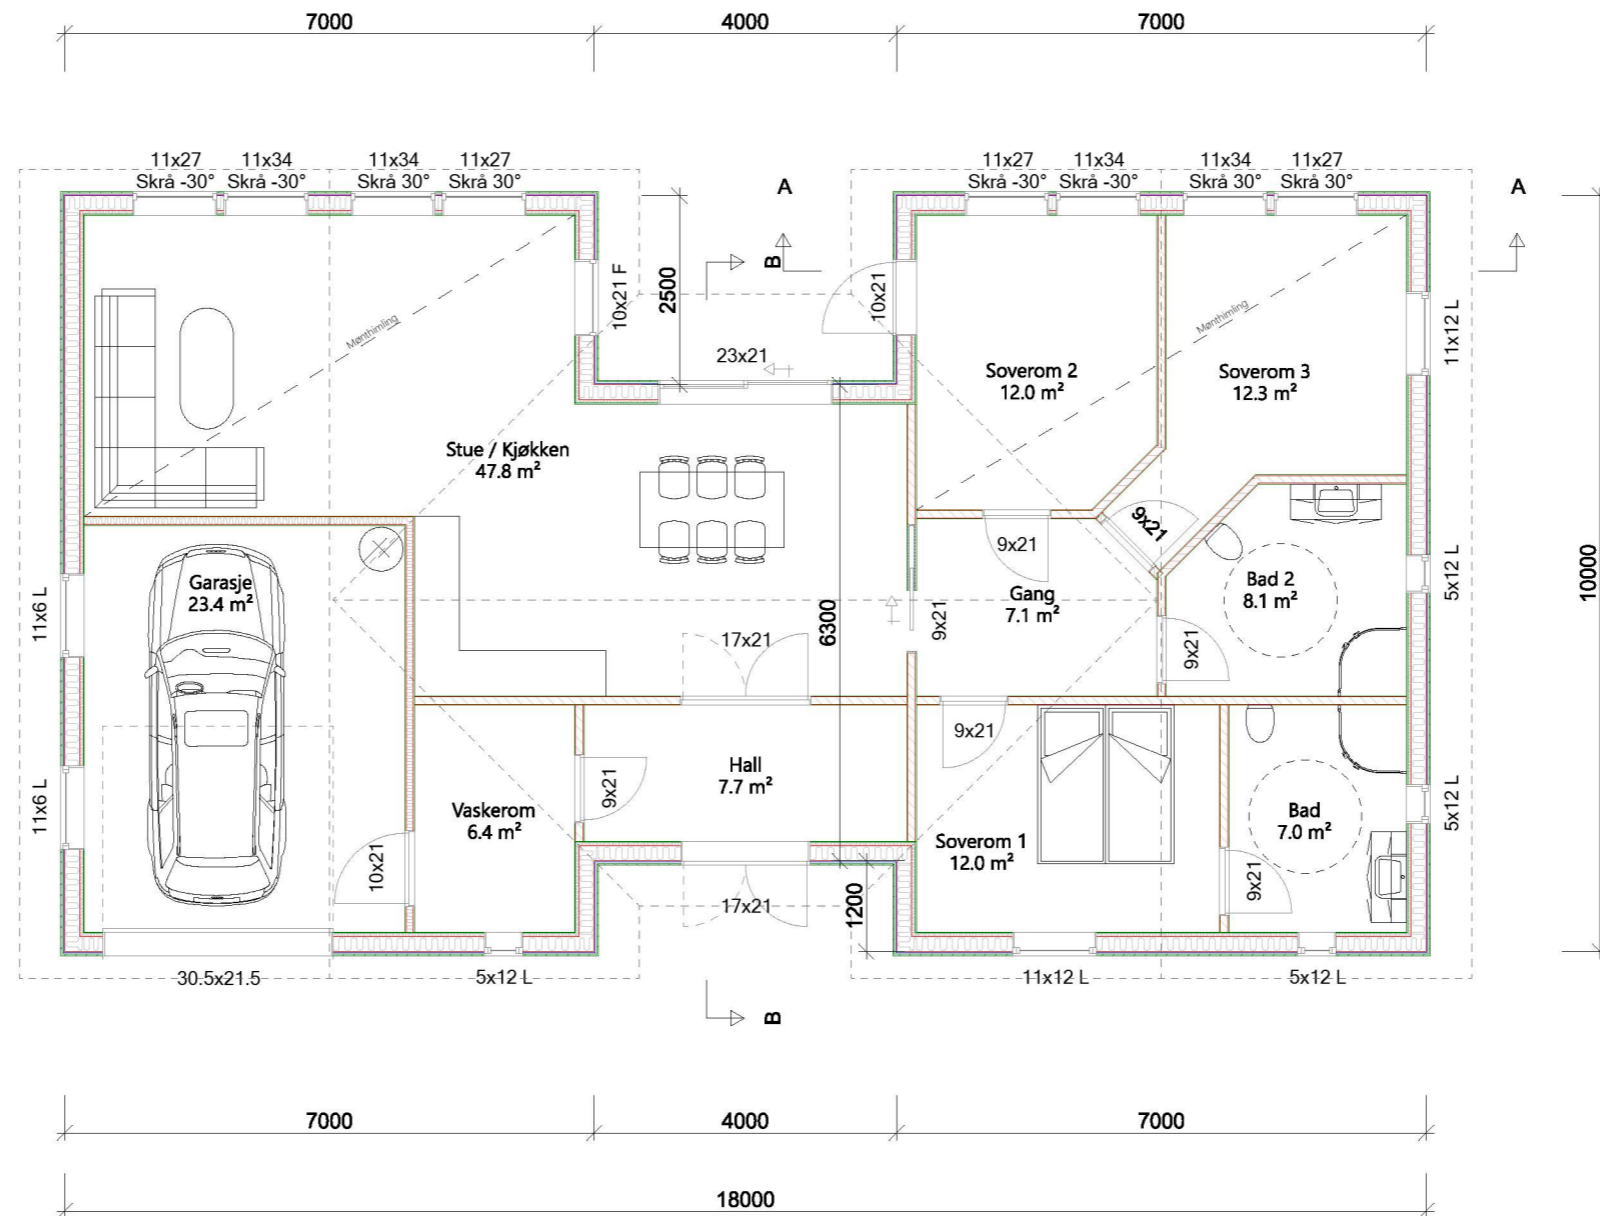 7000
4000
7000
11x27
11x34
11x34
11x27
11x27
11x34
11x34
11x27
Skrå -30°
Skrå -30°
Skrå 30°
Skrå 30°
Skrå -30°
Skrå -30°
Skrå 30°
Skrå 30°
A
A
B
2500
10x21 F
10x21
23x21
Mønthimling
Mønthimling
11x12 L
Soverom 2
12.0 m²
Soverom 3
12.3 m²
Stue / Kjøkken
47.8 m²
9x21
9x21
10000
Garasje
23.4 m²
Gang
7.1 m²
Bad 2
8.1 m²
5x12 L
11x6 L
6300
9x21
17x21
9x21
9x21
Hall
7.7 m²
Vaskerom
6.4 m²
9x21
Soverom 1
12.0 m²
Bad
7.0 m²
5x12 L
11x6 L
10x21
9x21
17x21
1200
30.5x21.5
5x12 L
11x12 L
5x12 L
B
7000
4000
7000
18000